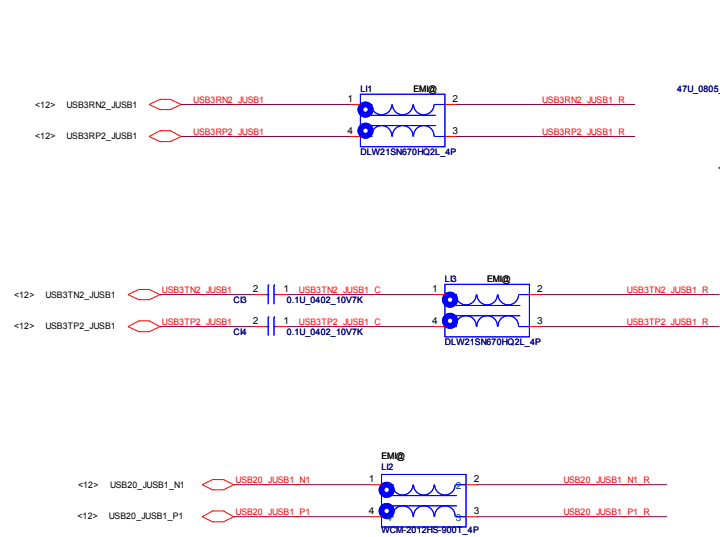 LI1 EMI@ 47U_0805_
<12> USB3RN2_JUSB1 USB3RN2_JUSB1 1 2 USB3RN2_JUSB1_R
<12> USB3RP2_JUSB1 USB3RP2_JUSB1 4 3 USB3RP2_JUSB1_R
DLW21SN670HQ2L_4P
LI3 EMI@
<12> USB3TN2_JUSB1 USB3TN2_JUSB1 2 1 USB3TN2_JUSB1_C 1 2 USB3TN2_JUSB1_R
CI3 0.1U_0402_10V7K
<12> USB3TP2_JUSB1 USB3TP2_JUSB1 2 1 USB3TP2_JUSB1_C 4 3 USB3TP2_JUSB1_R
CI4 0.1U_0402_10V7K
DLW21SN670HQ2L_4P
EMI@
LI2
<12> USB20_JUSB1_N1 USB20_JUSB1_N1 1 2 2 USB20_JUSB1_N1_R
<12> USB20_JUSB1_P1 USB20_JUSB1_P1 4 3 3 USB20_JUSB1_P1_R
WCM-2012HS-900T_4P